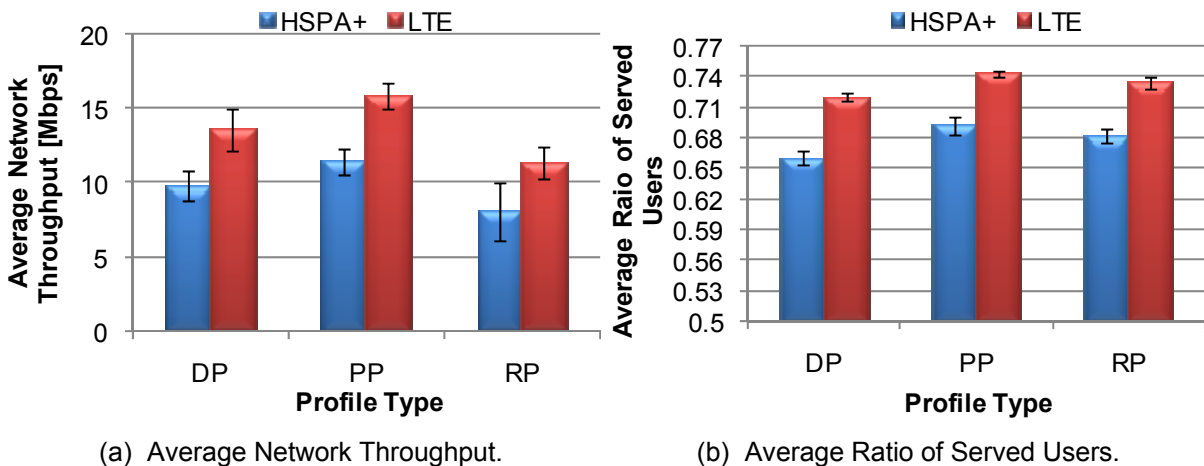 HSPA+ LTE
Average Network
Throughput [Mbps]
20
15
10
5
0
DP PP RP
Profile Type
(a) Average Network Throughput.
HSPA+ LTE
Average Raio of Served
Users
0.77
0.74
0.71
0.68
0.65
0.62
0.59
0.56
0.53
0.5
DP PP RP
Profile Type
(b) Average Ratio of Served Users.